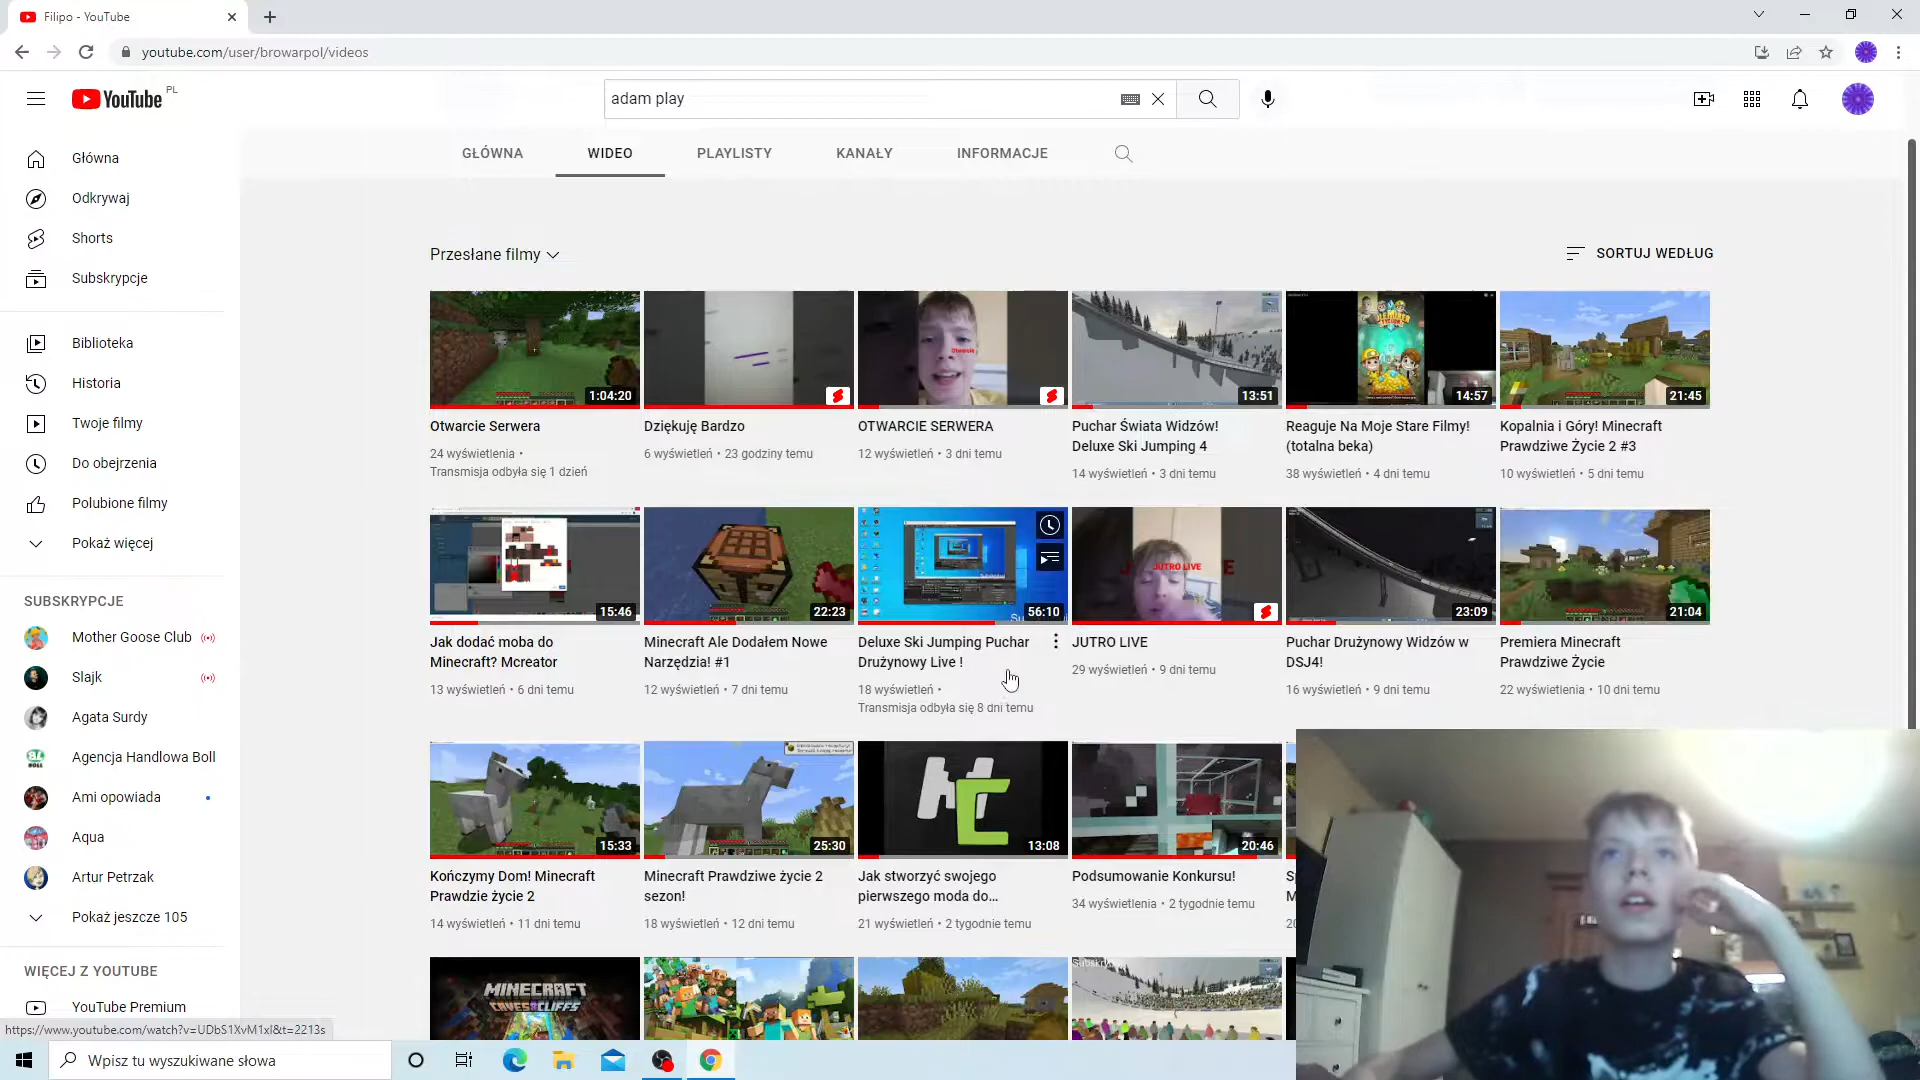 Filipo - YouTube
youtube.com/user/browarpol/videos
YouTube PL
adam play
GŁÓWNA
WIDEO
PLAYLISTY
KANAŁY
INFORMACJE
Główna
Odkrywaj
Shorts
Subskrypcje
Biblioteka
Historia
Twoje filmy
Do obejrzenia
Polubione filmy
Pokaż więcej
SUBSKRYPCJE
Mother Goose Club
Slajk
Agata Surdy
Agencja Handlowa Boll
Ami opowiada
Aqua
Artur Petrzak
Pokaż jeszcze 105
WIĘCEJ Z YOUTUBE
YouTube Premium
Przesłane filmy
SORTUJ WEDŁUG
1:04:20
Otwarcie Serwera
24 wyświetlenia •
Transmisja odbyła się 1 dzień
Dziękuję Bardzo
6 wyświetleń • 23 godziny temu
Otwarcie
OTWARCIE SERWERA
12 wyświetleń • 3 dni temu
13:51
Puchar Świata Widzów!
Deluxe Ski Jumping 4
14 wyświetleń • 3 dni temu
14:57
Reaguje Na Moje Stare Filmy!
(totalna beka)
38 wyświetleń • 4 dni temu
21:45
Kopalnia i Góry! Minecraft
Prawdziwe Życie 2 #3
10 wyświetleń • 5 dni temu
15:46
Jak dodać moba do
Minecraft? Mcreator
13 wyświetleń • 6 dni temu
22:23
Minecraft Ale Dodałem Nowe
Narzędzia! #1
12 wyświetleń • 7 dni temu
56:10
Deluxe Ski Jumping Puchar
Drużynowy Live !
18 wyświetleń •
Transmisja odbyła się 8 dni temu
JUTRO LIVE
JUTRO LIVE
29 wyświetleń • 9 dni temu
23:09
Puchar Drużynowy Widzów w
DSJ4!
16 wyświetleń • 9 dni temu
21:04
Premiera Minecraft
Prawdziwe Życie
22 wyświetlenia • 10 dni temu
15:33
Kończymy Dom! Minecraft
Prawdzie życie 2
14 wyświetleń • 11 dni temu
25:30
Minecraft Prawdziwe życie 2
sezon!
18 wyświetleń • 12 dni temu
13:08
Jak stworzyć swojego
pierwszego moda do...
21 wyświetleń • 2 tygodnie temu
20:46
Podsumowanie Konkursu!
34 wyświetlenia • 2 tygodnie temu
MINECRAFT
CAVES & CLIFFS
https://www.youtube.com/watch?v=UDbS1XvM1xI&t=2213s
Wpisz tu wyszukiwane słowa